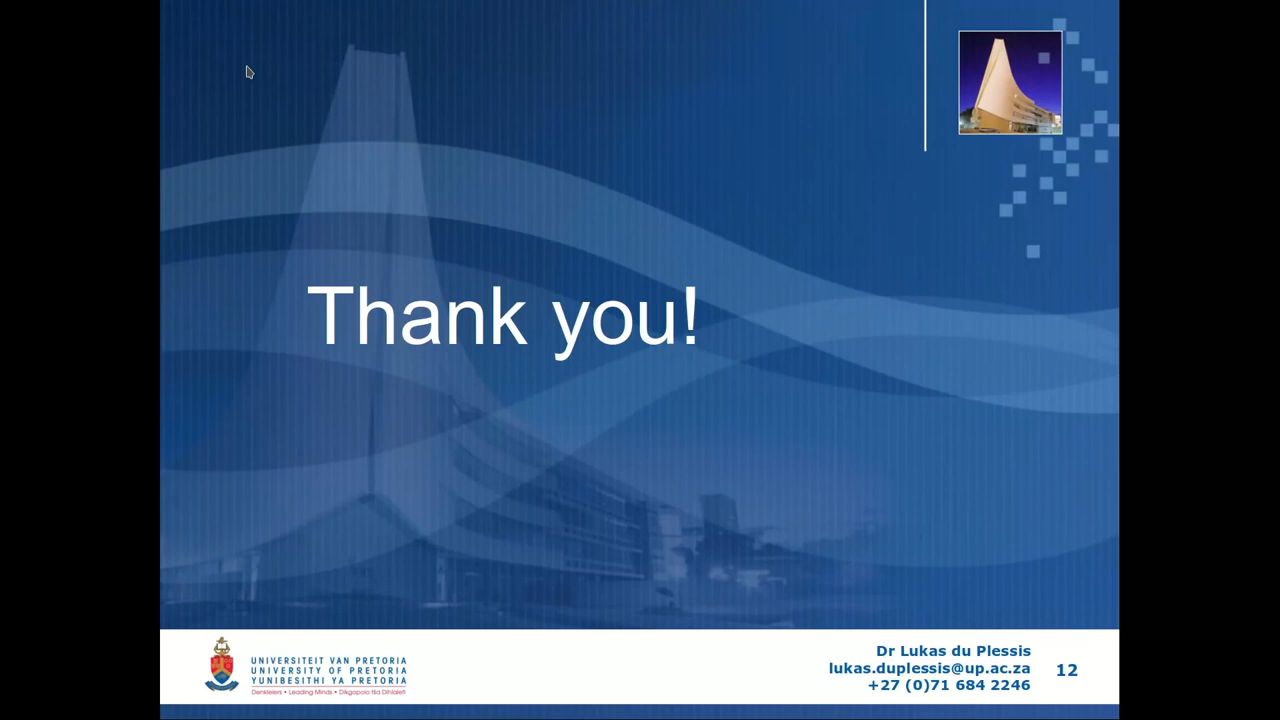 Thank you!
UNIVERSITEIT VAN PRETORIA
UNIVERSITY OF PRETORIA
YUNIBESITHI YA PRETORIA
Denkleiers • Leading Minds • Dikgopolo tša Dihlalefi
Dr Lukas du Plessis
lukas.duplessis@up.ac.za
+27 (0)71 684 2246
12